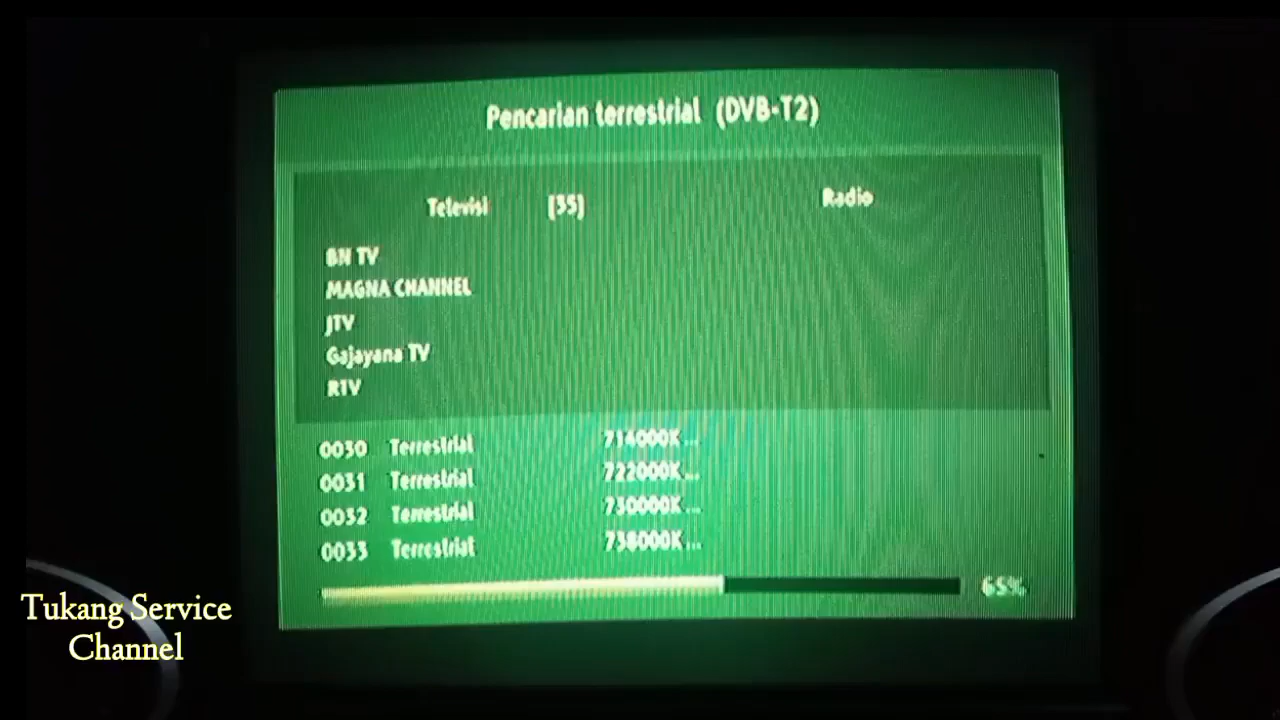 Pencarian terrestrial (DVB-T2)
Televisi [35] Radio
BN TV
MAGNA CHANNEL
JTV
Gajayana TV
RTV
0030 Terrestrial 714000K...
0031 Terrestrial 722000K...
0032 Terrestrial 730000K...
0033 Terrestrial 738000K...
65%
Tukang Service
Channel